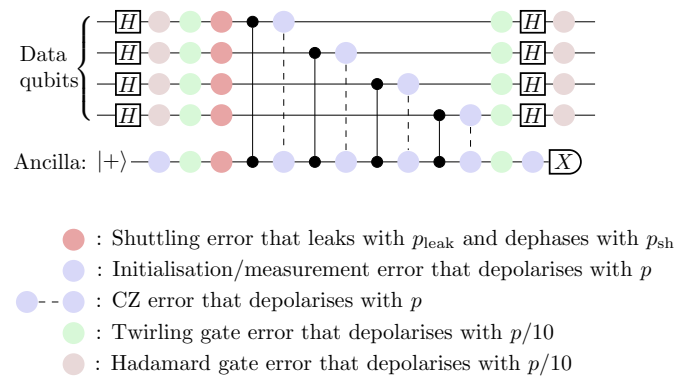 H H
H H
Data
H H
qubits
H H
Ancilla: |+⟩ X
: Shuttling error that leaks with p_leak and dephases with p_sh
: Initialisation/measurement error that depolarises with p
: CZ error that depolarises with p
: Twirling gate error that depolarises with p/10
: Hadamard gate error that depolarises with p/10